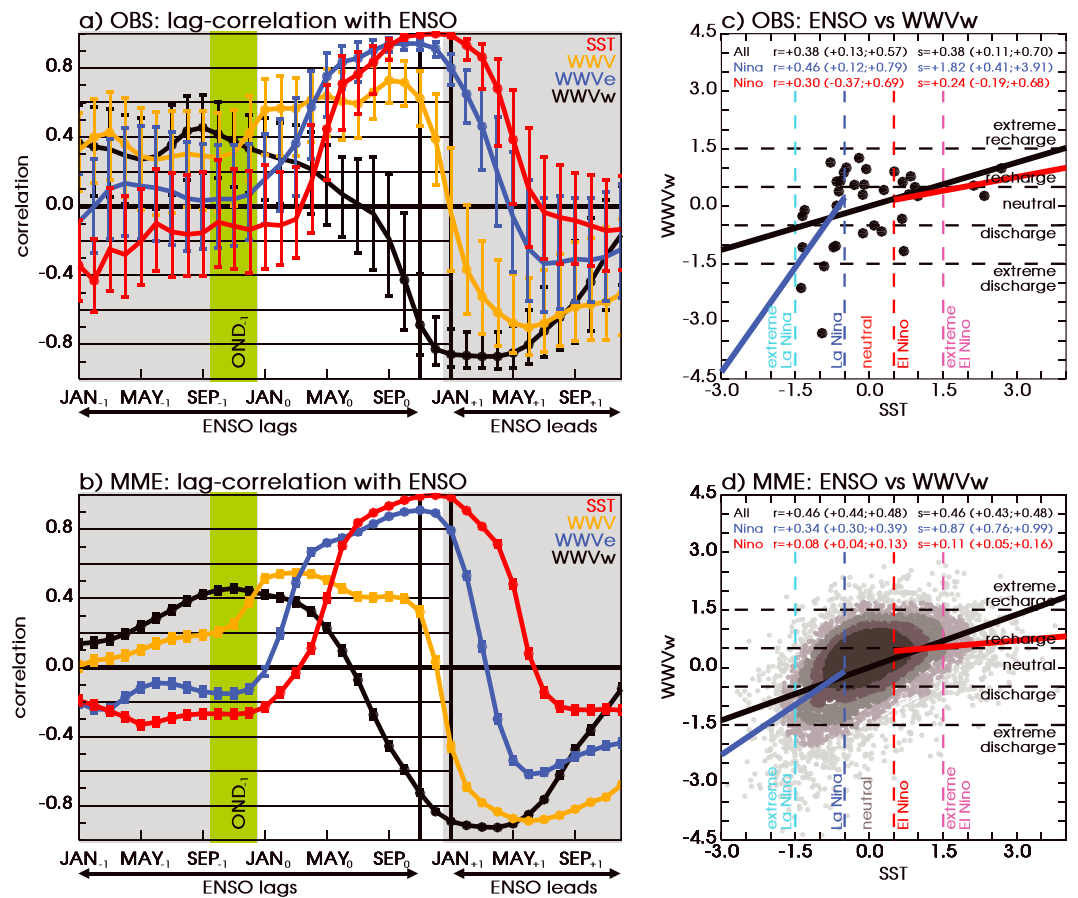 a) OBS: lag-correlation with ENSO
SST
WWV
WWVe
WWVw
correlation
0.8
0.4
0.0
-0.4
-0.8
OND-1
JAN-1 MAY-1 SEP-1 JAN0 MAY0 SEP0 JAN+1 MAY+1 SEP+1
ENSO lags ENSO leads
c) OBS: ENSO vs WWVw
All r=+0.38 (+0.13;+0.57) s=+0.38 (+0.11;+0.70)
Nina r=+0.46 (+0.12;+0.79) s=+1.82 (+0.41;+3.91)
Nino r=+0.30 (-0.37;+0.69) s=+0.24 (-0.19;+0.68)
WWVw
4.5
3.0
1.5
0.0
-1.5
-3.0
-4.5
extreme
recharge
recharge
neutral
discharge
extreme
discharge
extreme
La Nina
La Nina
neutral
El Nino
extreme
El Nino
-3.0 -1.5 0.0 1.5 3.0
SST
b) MME: lag-correlation with ENSO
SST
WWV
WWVe
WWVw
correlation
0.8
0.4
0.0
-0.4
-0.8
OND-1
JAN-1 MAY-1 SEP-1 JAN0 MAY0 SEP0 JAN+1 MAY+1 SEP+1
ENSO lags ENSO leads
d) MME: ENSO vs WWVw
All r=+0.46 (+0.44;+0.48) s=+0.46 (+0.43;+0.48)
Nina r=+0.34 (+0.30;+0.39) s=+0.87 (+0.76;+0.99)
Nino r=+0.08 (+0.04;+0.13) s=+0.11 (+0.05;+0.16)
WWVw
4.5
3.0
1.5
0.0
-1.5
-3.0
-4.5
extreme
recharge
recharge
neutral
discharge
extreme
discharge
extreme
La Nina
La Nina
neutral
El Nino
extreme
El Nino
-3.0 -1.5 0.0 1.5 3.0
SST